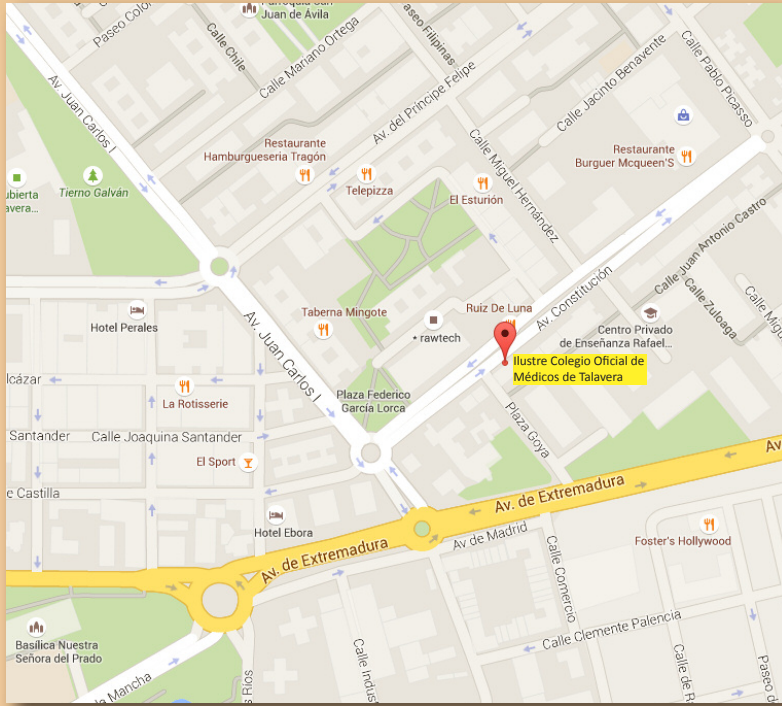 Parroquia San
Juan de Ávila
Paseo
Calle Chile
Calle Mariano Ortega
Paseo Filipinas
Av. Juan Carlos I
Av. del Príncipe Felipe
Calle Jacinto Benavente
Calle Pablo Picasso
Restaurante
Hamburgueseria Tragón
Telepizza
Calle Miguel Hernández
Restaurante
Burguer Mcqueen'S
Tierno Galván
El Esturión
Calle Juan Antonio Castro
Calle Zuloaga
Av. Constitución
Hotel Perales
Av. Juan Carlos I
Taberna Mingote
rawtech
Ruiz De Luna
Centro Privado
de Enseñanza Rafael...
Ilustre Colegio Oficial de
Médicos de Talavera
La Rotisserie
Plaza Federico
García Lorca
Plaza Goya
Santander
Calle Joaquina Santander
El Sport
Castilla
Av. de Extremadura
Hotel Ebora
Av. de Extremadura
Av de Madrid
Foster's Hollywood
Calle Comercio
Calle Clemente Palencia
Basílica Nuestra
Señora del Prado
la Mancha
Calle
Calle de
Paseo